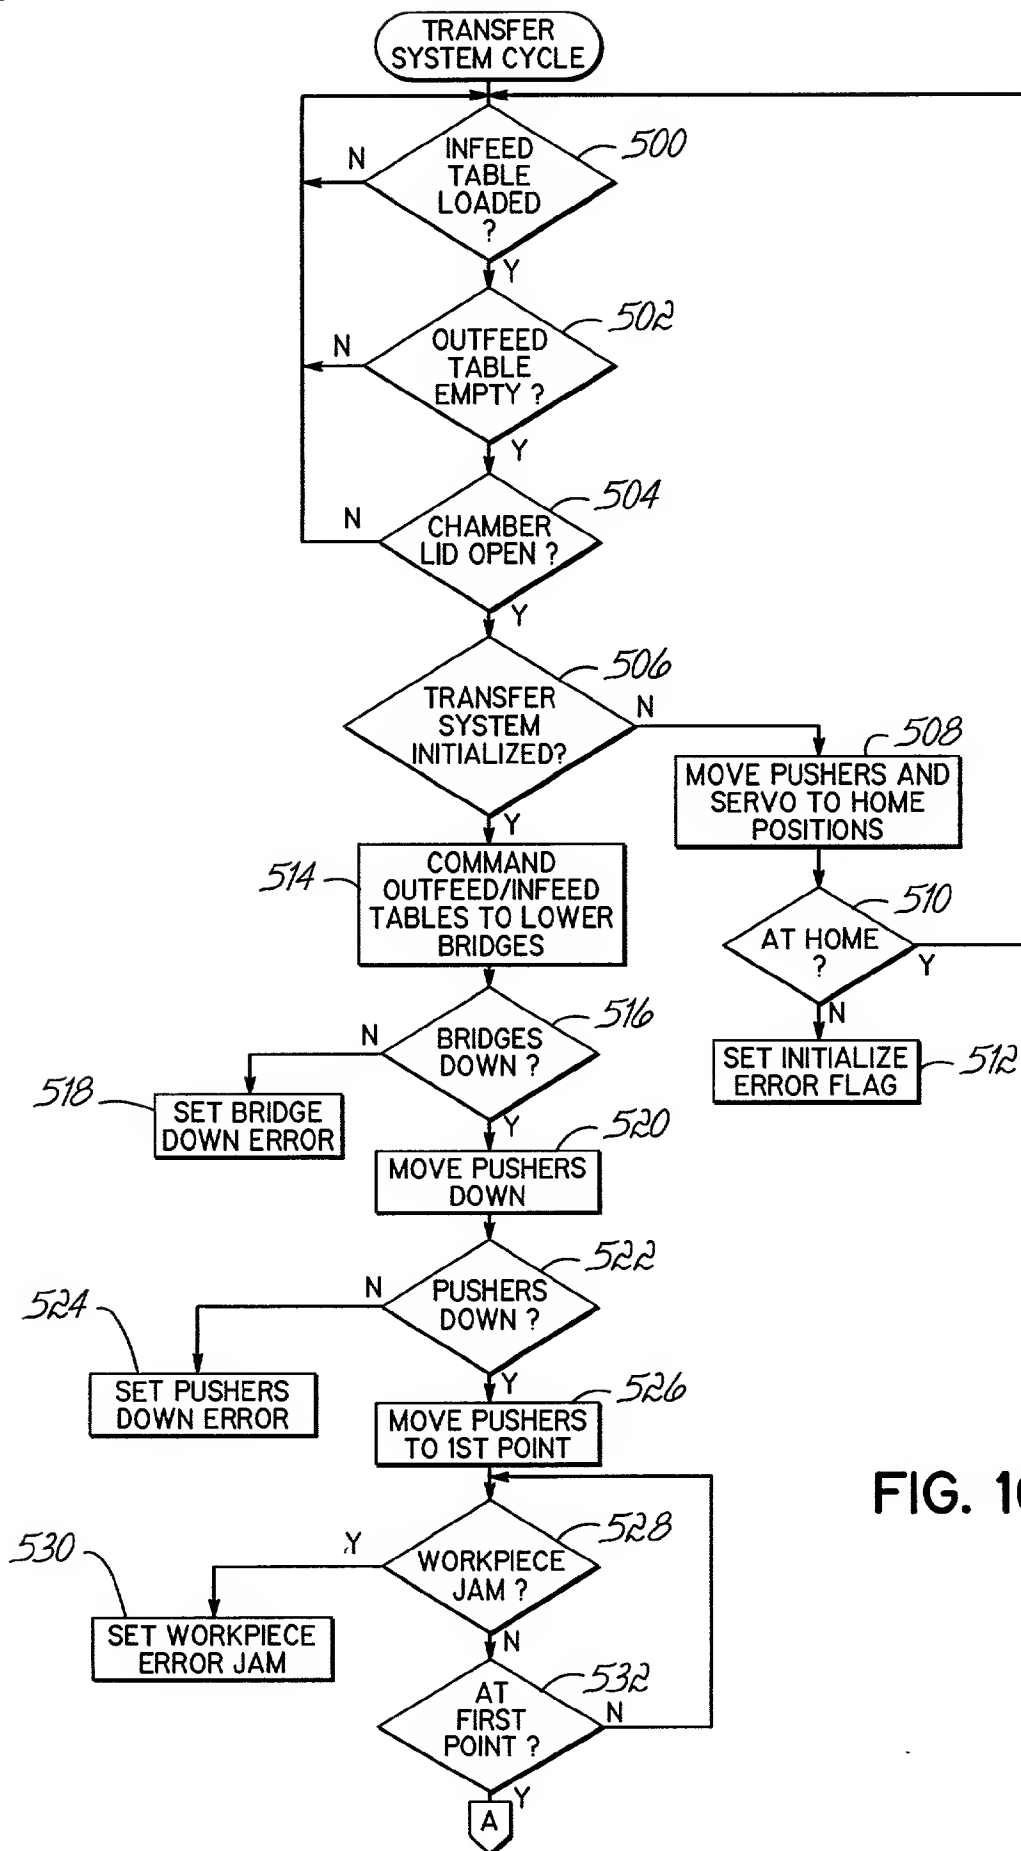 TRANSFER
SYSTEM CYCLE
INFEED
TABLE
LOADED
?
500
N
Y
OUTFEED
TABLE
EMPTY ?
502
N
Y
CHAMBER
LID OPEN ?
504
N
Y
TRANSFER
SYSTEM
INITIALIZED?
506
N
Y
MOVE PUSHERS AND
SERVO TO HOME
POSITIONS
508
AT HOME
?
510
Y
N
SET INITIALIZE
ERROR FLAG
512
COMMAND
OUTFEED/INFEED
TABLES TO LOWER
BRIDGES
514
BRIDGES
DOWN ?
516
N
Y
SET BRIDGE
DOWN ERROR
518
MOVE PUSHERS
DOWN
520
PUSHERS
DOWN ?
522
N
Y
SET PUSHERS
DOWN ERROR
524
MOVE PUSHERS
TO 1ST POINT
526
WORKPIECE
JAM ?
528
Y
N
SET WORKPIECE
ERROR JAM
530
AT
FIRST
POINT ?
532
N
Y
A
FIG.